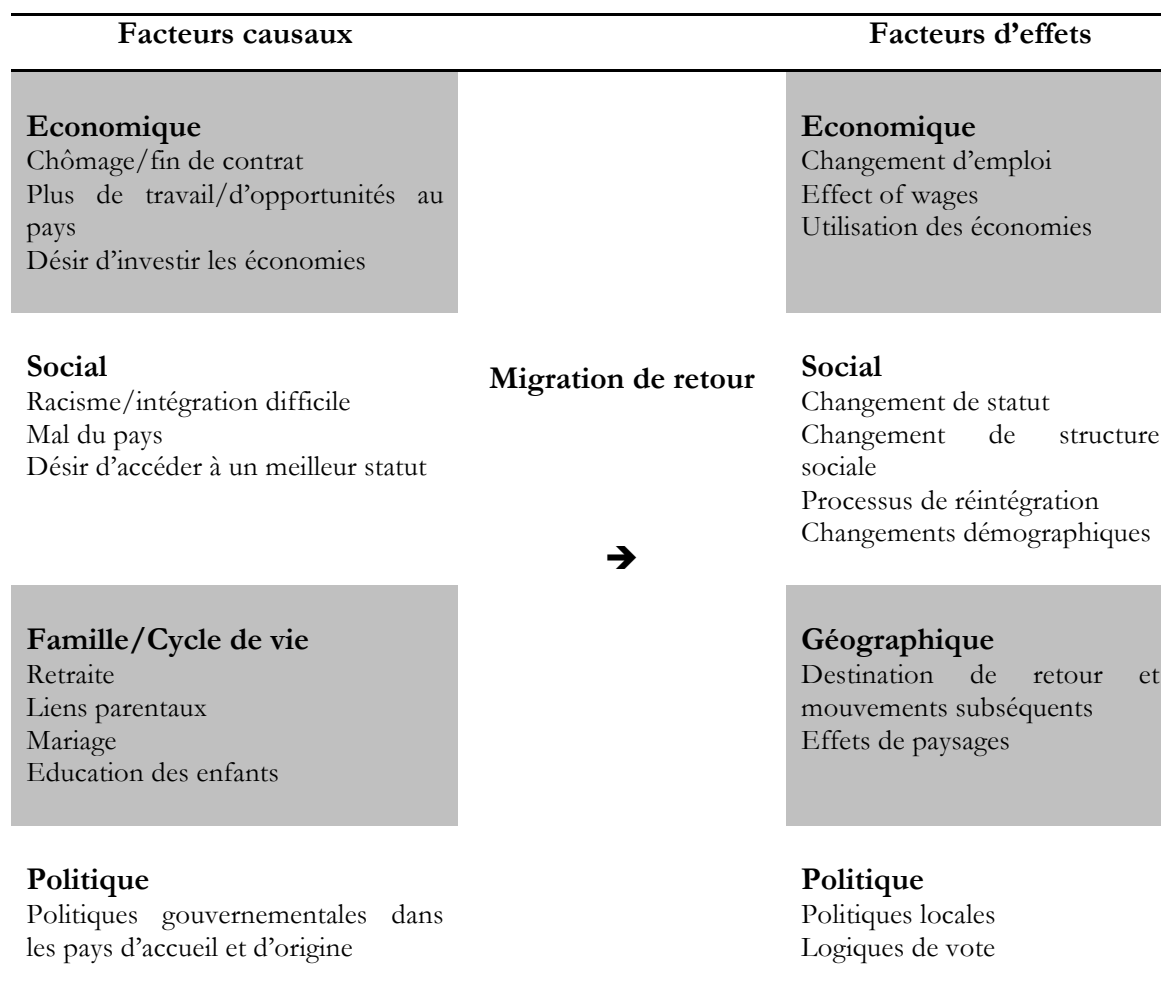 Facteurs causaux
Facteurs d'effets
Economique
Chômage/fin de contrat
Plus de travail/d'opportunités au
pays
Désir d'investir les économies
Social
Racisme/intégration difficile
Mal du pays
Désir d'accéder à un meilleur statut
Famille/Cycle de vie
Retraite
Liens parentaux
Mariage
Education des enfants
Politique
Politiques gouvernementales dans
les pays d'accueil et d'origine
Migration de retour
➔
Economique
Changement d'emploi
Effect of wages
Utilisation des économies
Social
Changement de statut
Changement de structure
sociale
Processus de réintégration
Changements démographiques
Géographique
Destination de retour et
mouvements subséquents
Effets de paysages
Politique
Politiques locales
Logiques de vote